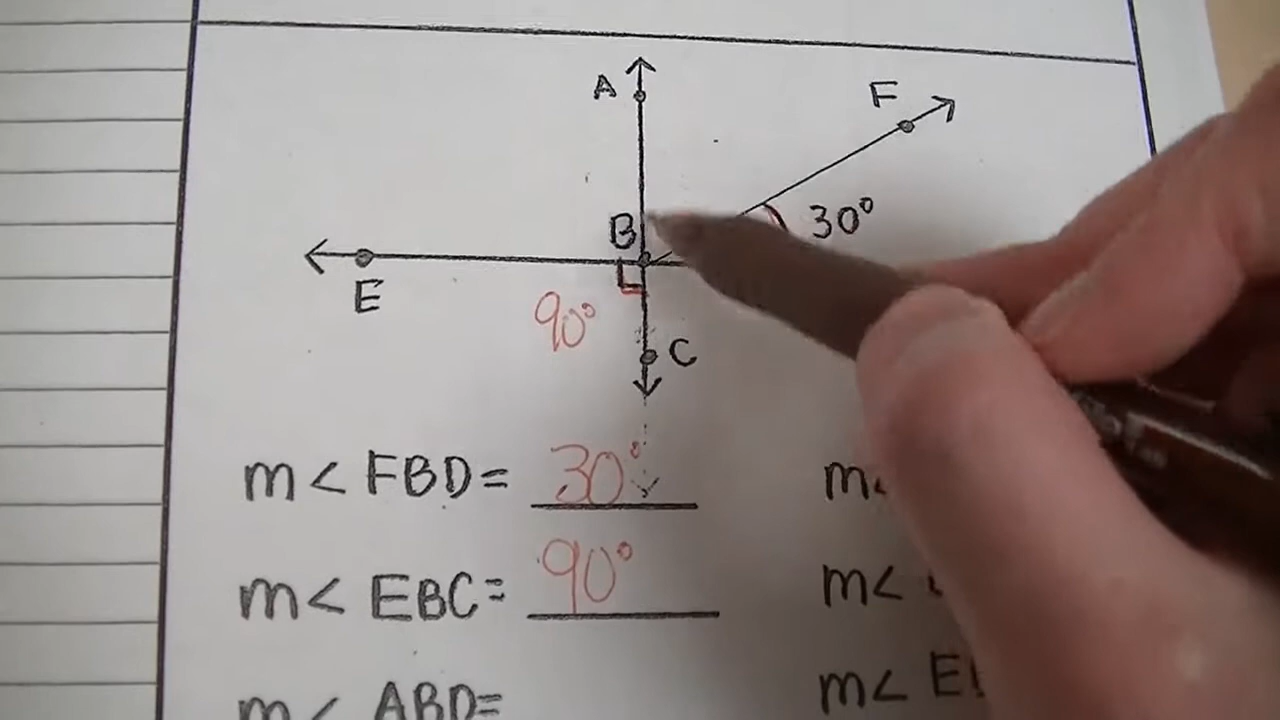 A
F
B
30°
E
90°
C
m< FBD= 30°
m<
m< EBC= 90°
m<
m< ABD=
m<